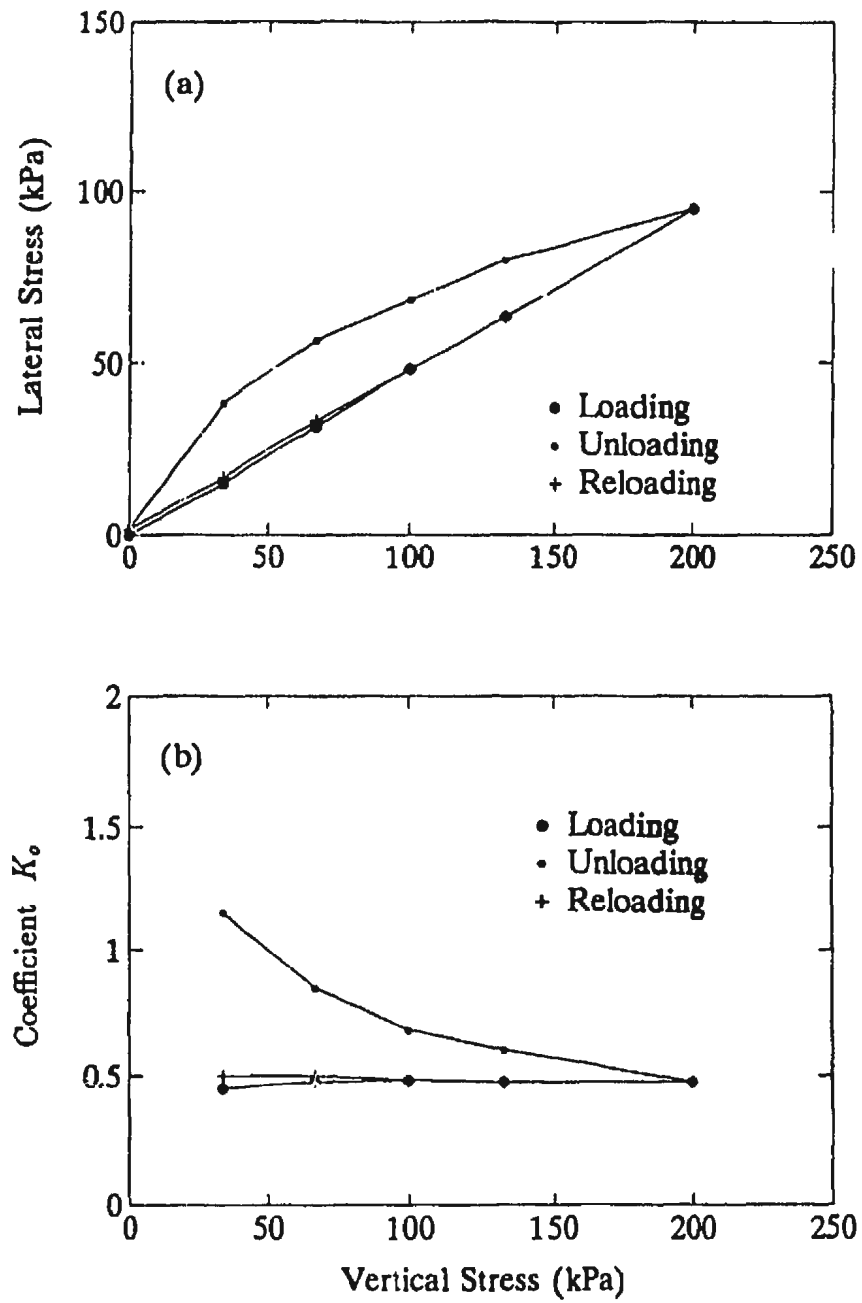 150
(a)
Lateral Stress (kPa)
100
50
• Loading
• Unloading
+ Reloading
0
0 50 100 150 200 250
2
(b)
1.5
• Loading
• Unloading
+ Reloading
Coefficient K₀
1
0.5
0
0 50 100 150 200 250
Vertical Stress (kPa)